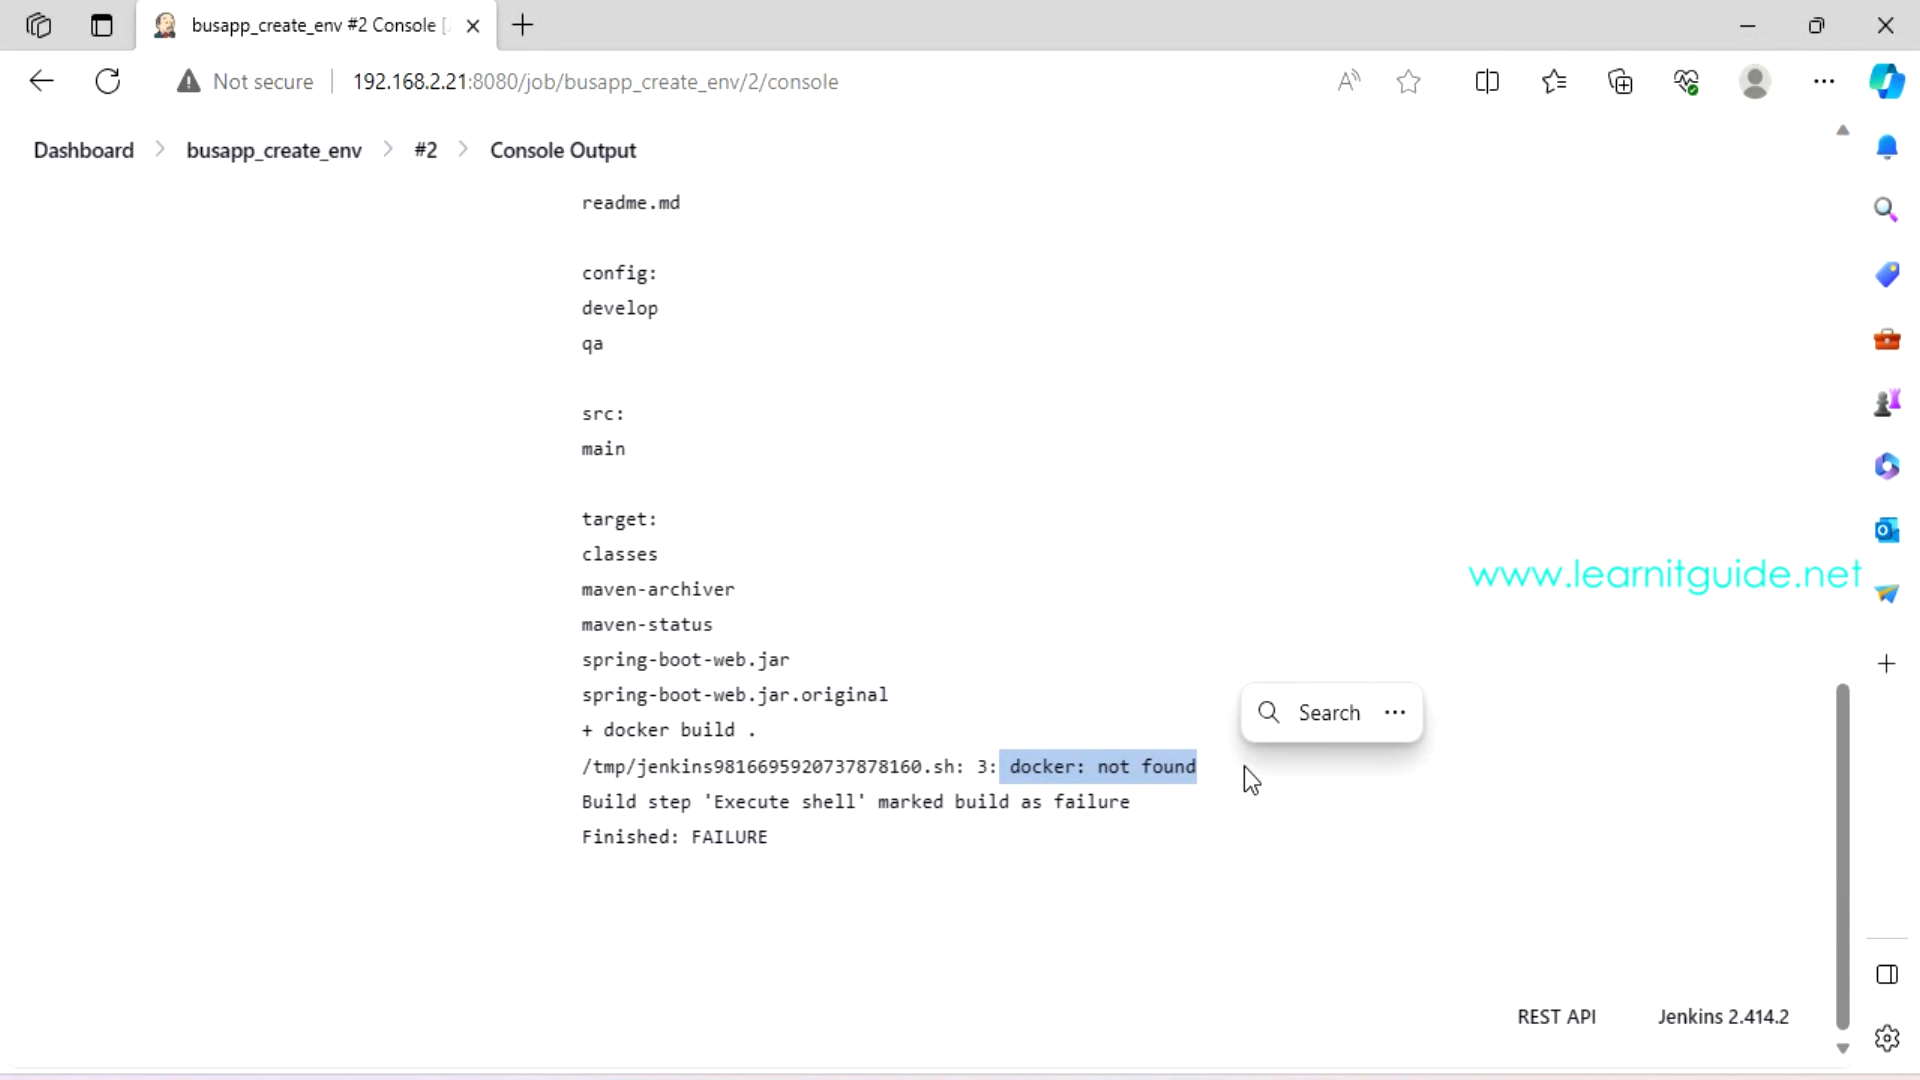 busapp_create_env #2 Console [
Not secure
192.168.2.21:8080/job/busapp_create_env/2/console
Dashboard
busapp_create_env
#2
Console Output
readme.md
config:
develop
qa
src:
main
target:
classes
maven-archiver
maven-status
spring-boot-web.jar
spring-boot-web.jar.original
+ docker build .
/tmp/jenkins9816695920737878160.sh: 3: docker: not found
Build step 'Execute shell' marked build as failure
Finished: FAILURE
Search
www.learnitguide.net
REST API
Jenkins 2.414.2